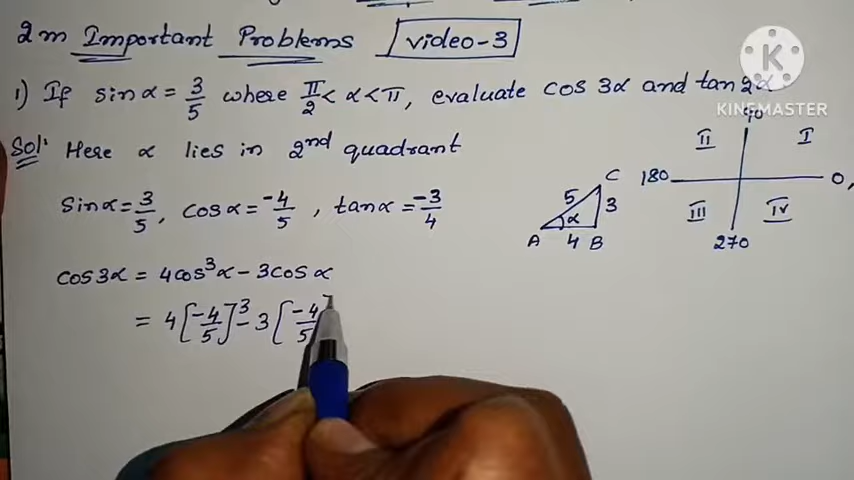 2m Important Problems video-3
1) If sin α = 3/5 where π/2 < α < π, evaluate cos 3α and tan 2α
K
KINEMASTER
Sol: Here α lies in 2nd quadrant
sin α = 3/5, cos α = -4/5, tan α = -3/4
cos 3α = 4cos³α - 3cos α
= 4[-4/5]³ - 3[-4/5
C
5
3
α
A 4 B
90
II I
180 0,
III IV
270